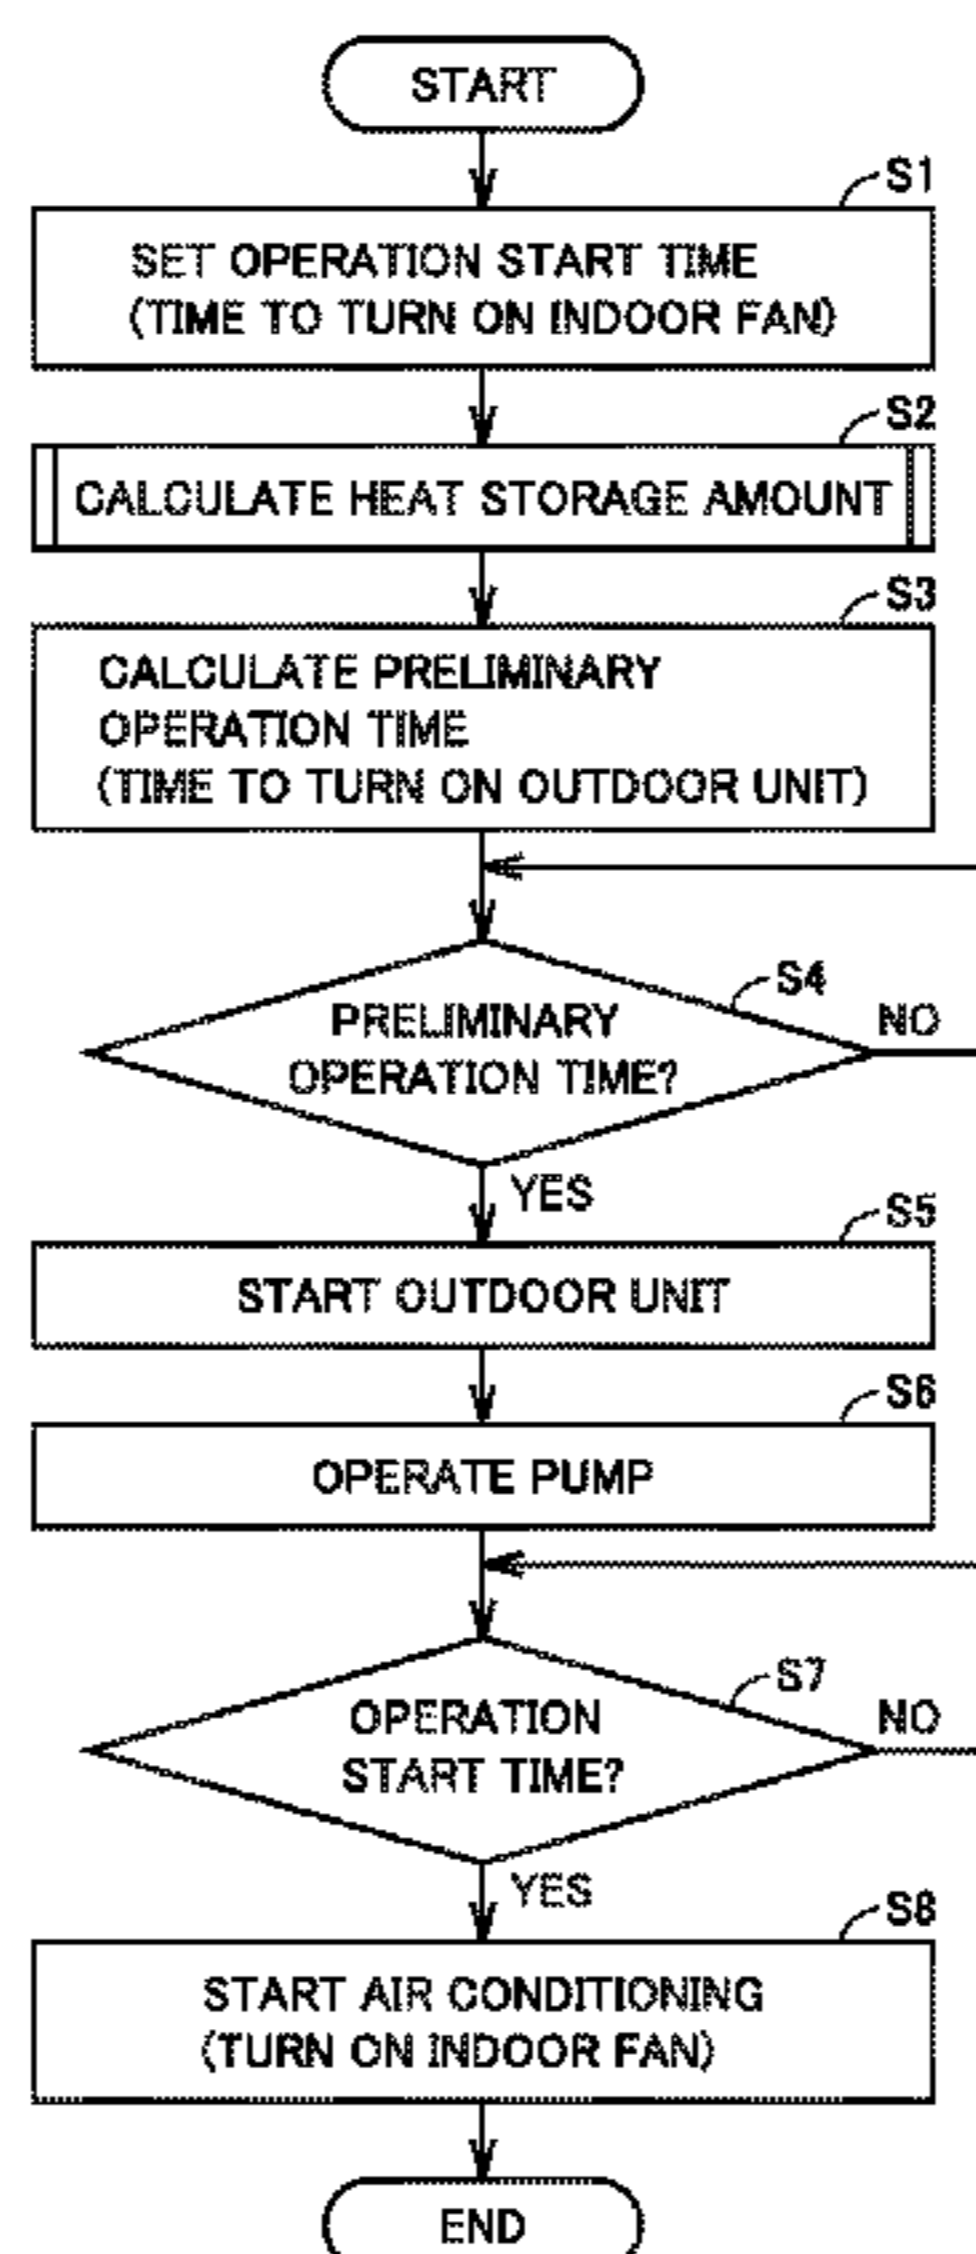 START
S1
SET OPERATION START TIME
(TIME TO TURN ON INDOOR FAN)
S2
CALCULATE HEAT STORAGE AMOUNT
S3
CALCULATE PRELIMINARY
OPERATION TIME
(TIME TO TURN ON OUTDOOR UNIT)
S4
PRELIMINARY
OPERATION TIME?
NO
YES
S5
START OUTDOOR UNIT
S6
OPERATE PUMP
S7
OPERATION
START TIME?
NO
YES
S8
START AIR CONDITIONING
(TURN ON INDOOR FAN)
END